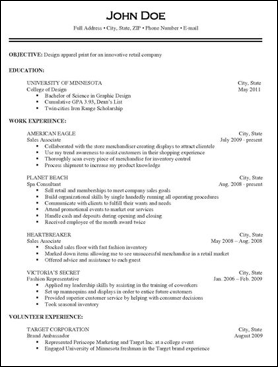 JOHN DOE
Full Address • City, State, ZIP • Phone Number • E-mail
OBJECTIVE: Design apparel print for an innovative retail company
EDUCATION:
UNIVERSITY OF MINNESOTA City, State
College of Design May 2011
• Bachelor of Science in Graphic Design
• Cumulative GPA 3.93, Dean's List
• Twin cities Iron Range Scholarship
WORK EXPERIENCE:
AMERICAN EAGLE City, State
Sales Associate July 2009 - present
• Collaborated with the store merchandiser creating displays to attract clientele
• Use my trend awareness to assist customers in their shopping experience
• Thoroughly scan every piece of merchandise for inventory control
• Process shipment to increase my product knowledge
PLANET BEACH City, State
Spa Consultant Aug. 2008 - present
• Sell retail and memberships to meet company sales goals
• Build organizational skills by single handedly running all operating procedures
• Communicate with clients to fulfill their wants and needs
• Attend promotional events to market our services
• Handle cash and deposits during opening and closing
• Received employee of the month award twice
HEARTBREAKER City, State
Sales Associate May 2008 – Aug. 2008
• Stocked sales floor with fast fashion inventory
• Marked down items allowing me to see unsuccessful merchandise in a retail market
• Offered advice and assistance to each guest
VICTORIA'S SECRET City, State
Fashion Representative Jan. 2006 – Feb. 2009
• Applied my leadership skills by assisting in the training of coworkers
• Set up mannequins and displays in order to entice future customers
• Provided superior customer service by helping with consumer decisions
• Took seasonal inventory
VOLUNTEER EXPERIENCE:
TARGET CORPORATION City, State
Brand Ambassador August 2009
• Represented Periscope Marketing and Target Inc. at a college event
• Engaged University of Minnesota freshman in the Target brand experience